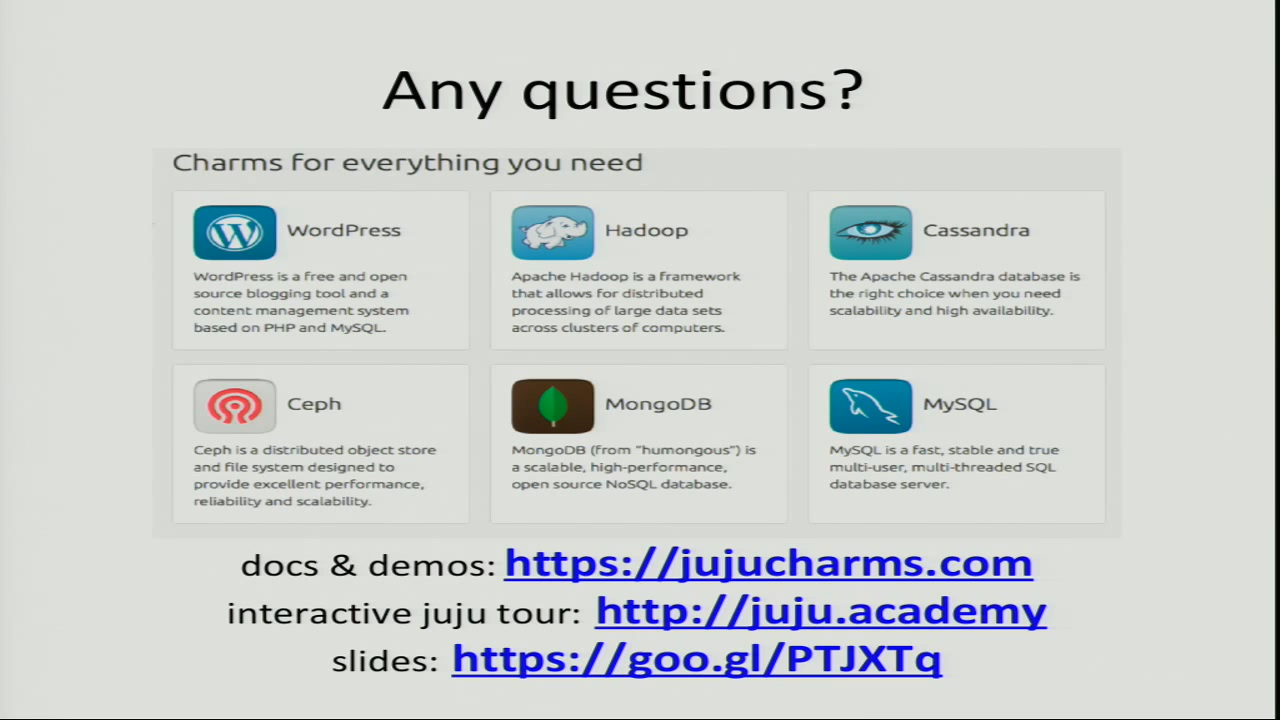 Any questions?
Charms for everything you need
WordPress
WordPress is a free and open
source blogging tool and a
content management system
based on PHP and MySQL.
Hadoop
Apache Hadoop is a framework
that allows for distributed
processing of large data sets
across clusters of computers.
Cassandra
The Apache Cassandra database is
the right choice when you need
scalability and high availability.
Ceph
Ceph is a distributed object store
and file system designed to
provide excellent performance,
reliability and scalability.
MongoDB
MongoDB (from "humongous") is
a scalable, high-performance,
open source NoSQL database.
MySQL
MySQL is a fast, stable and true
multi-user, multi-threaded SQL
database server.
docs & demos: https://jujucharms.com
interactive juju tour: http://juju.academy
slides: https://goo.gl/PTJXTq